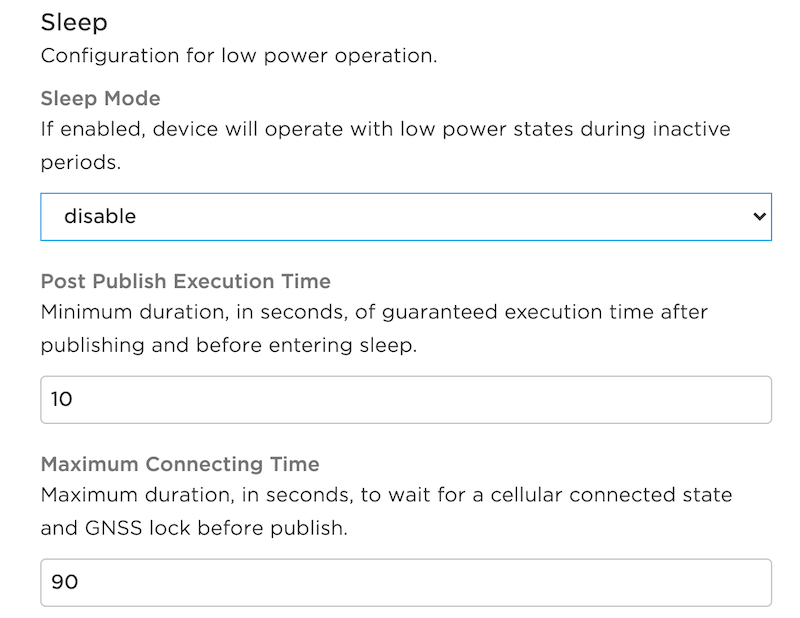 Sleep
Configuration for low power operation.
Sleep Mode
If enabled, device will operate with low power states during inactive
periods.
disable
Post Publish Execution Time
Minimum duration, in seconds, of guaranteed execution time after
publishing and before entering sleep.
10
Maximum Connecting Time
Maximum duration, in seconds, to wait for a cellular connected state
and GNSS lock before publish.
90